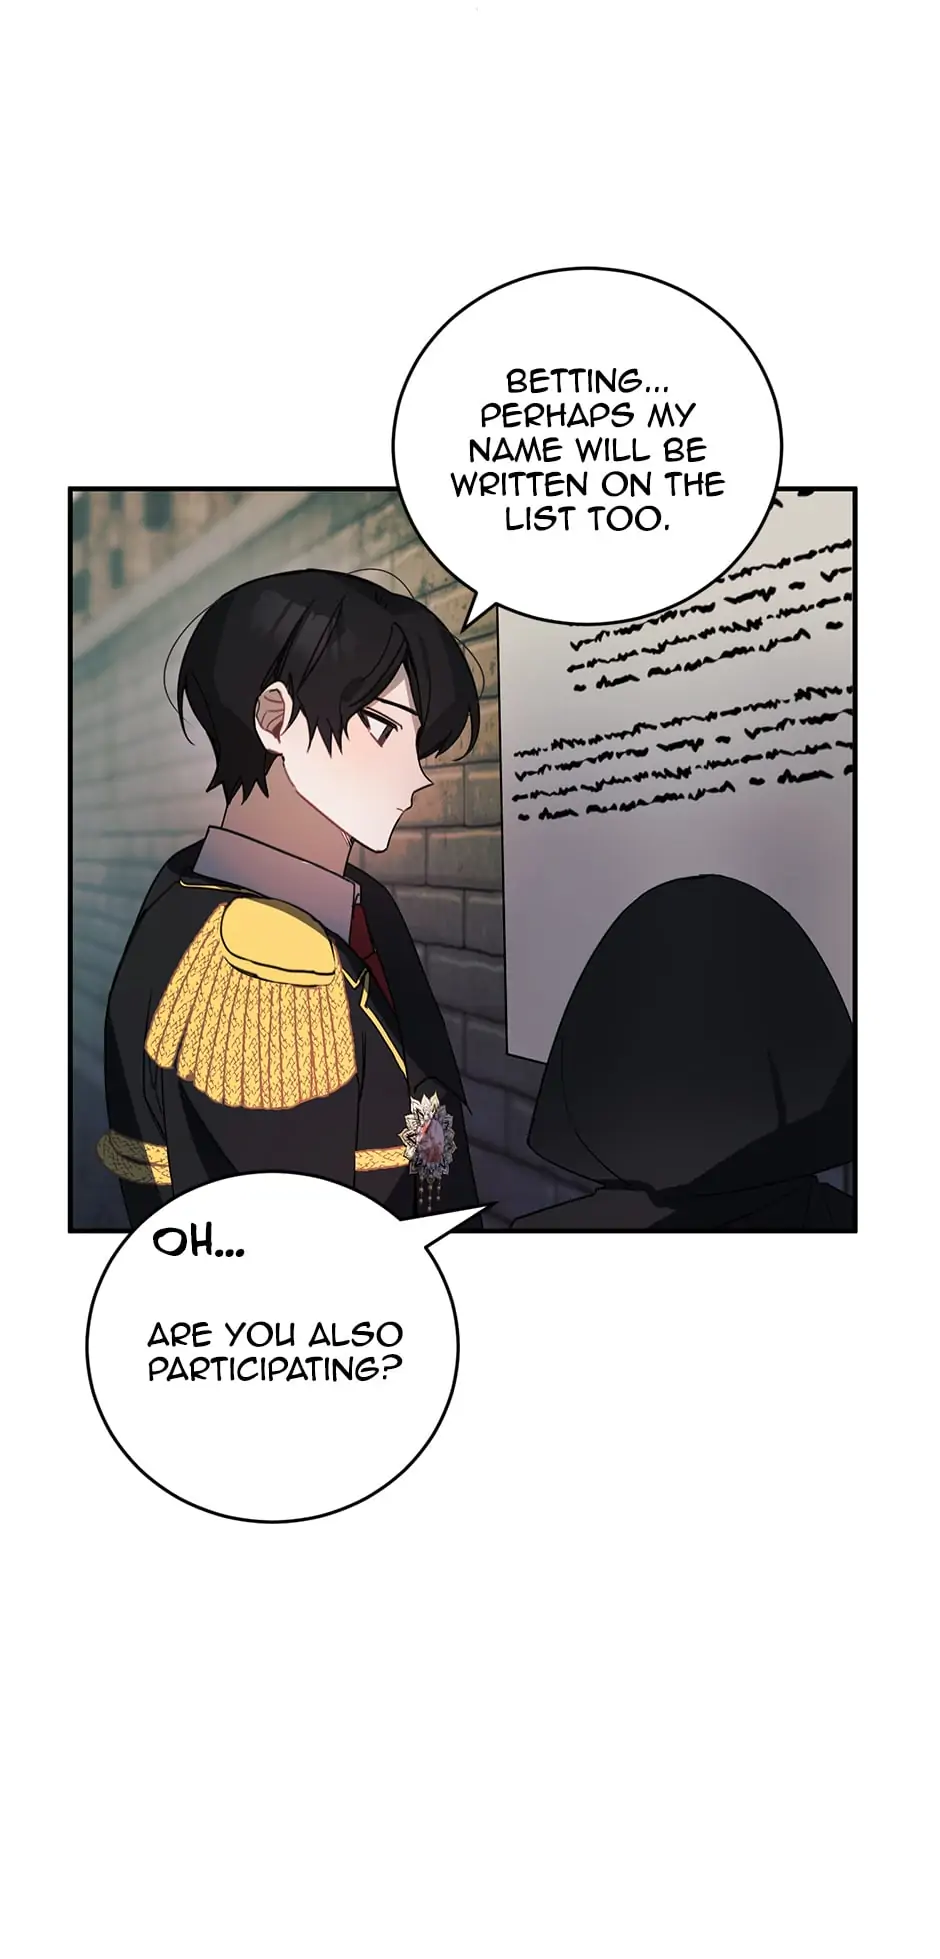 BETTING...
PERHAPS MY
NAME WILL BE
WRITTEN ON THE
LIST TOO.
OH...
ARE YOU ALSO
PARTICIPATING?